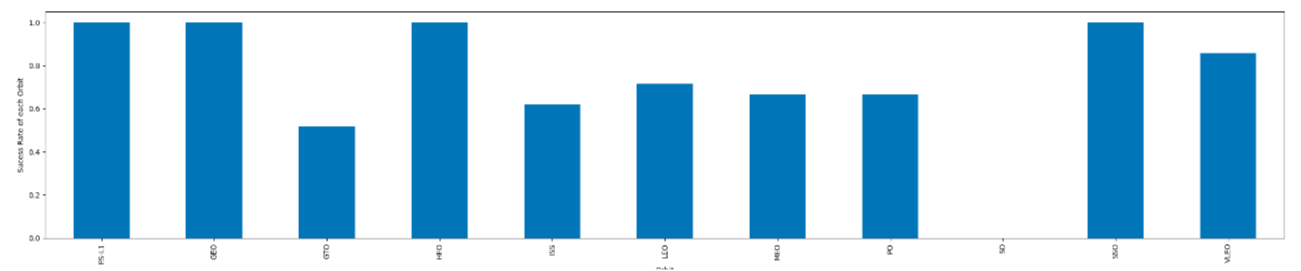 Sucess Rate of each Orbit
1.0
0.8
0.6
0.4
0.2
0.0
ES-L1
GEO
GTO
HEO
ISS
LEO
MEO
PO
SO
SSO
VLEO